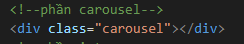 <!--phần carousel-->
<div class="carousel"></div>